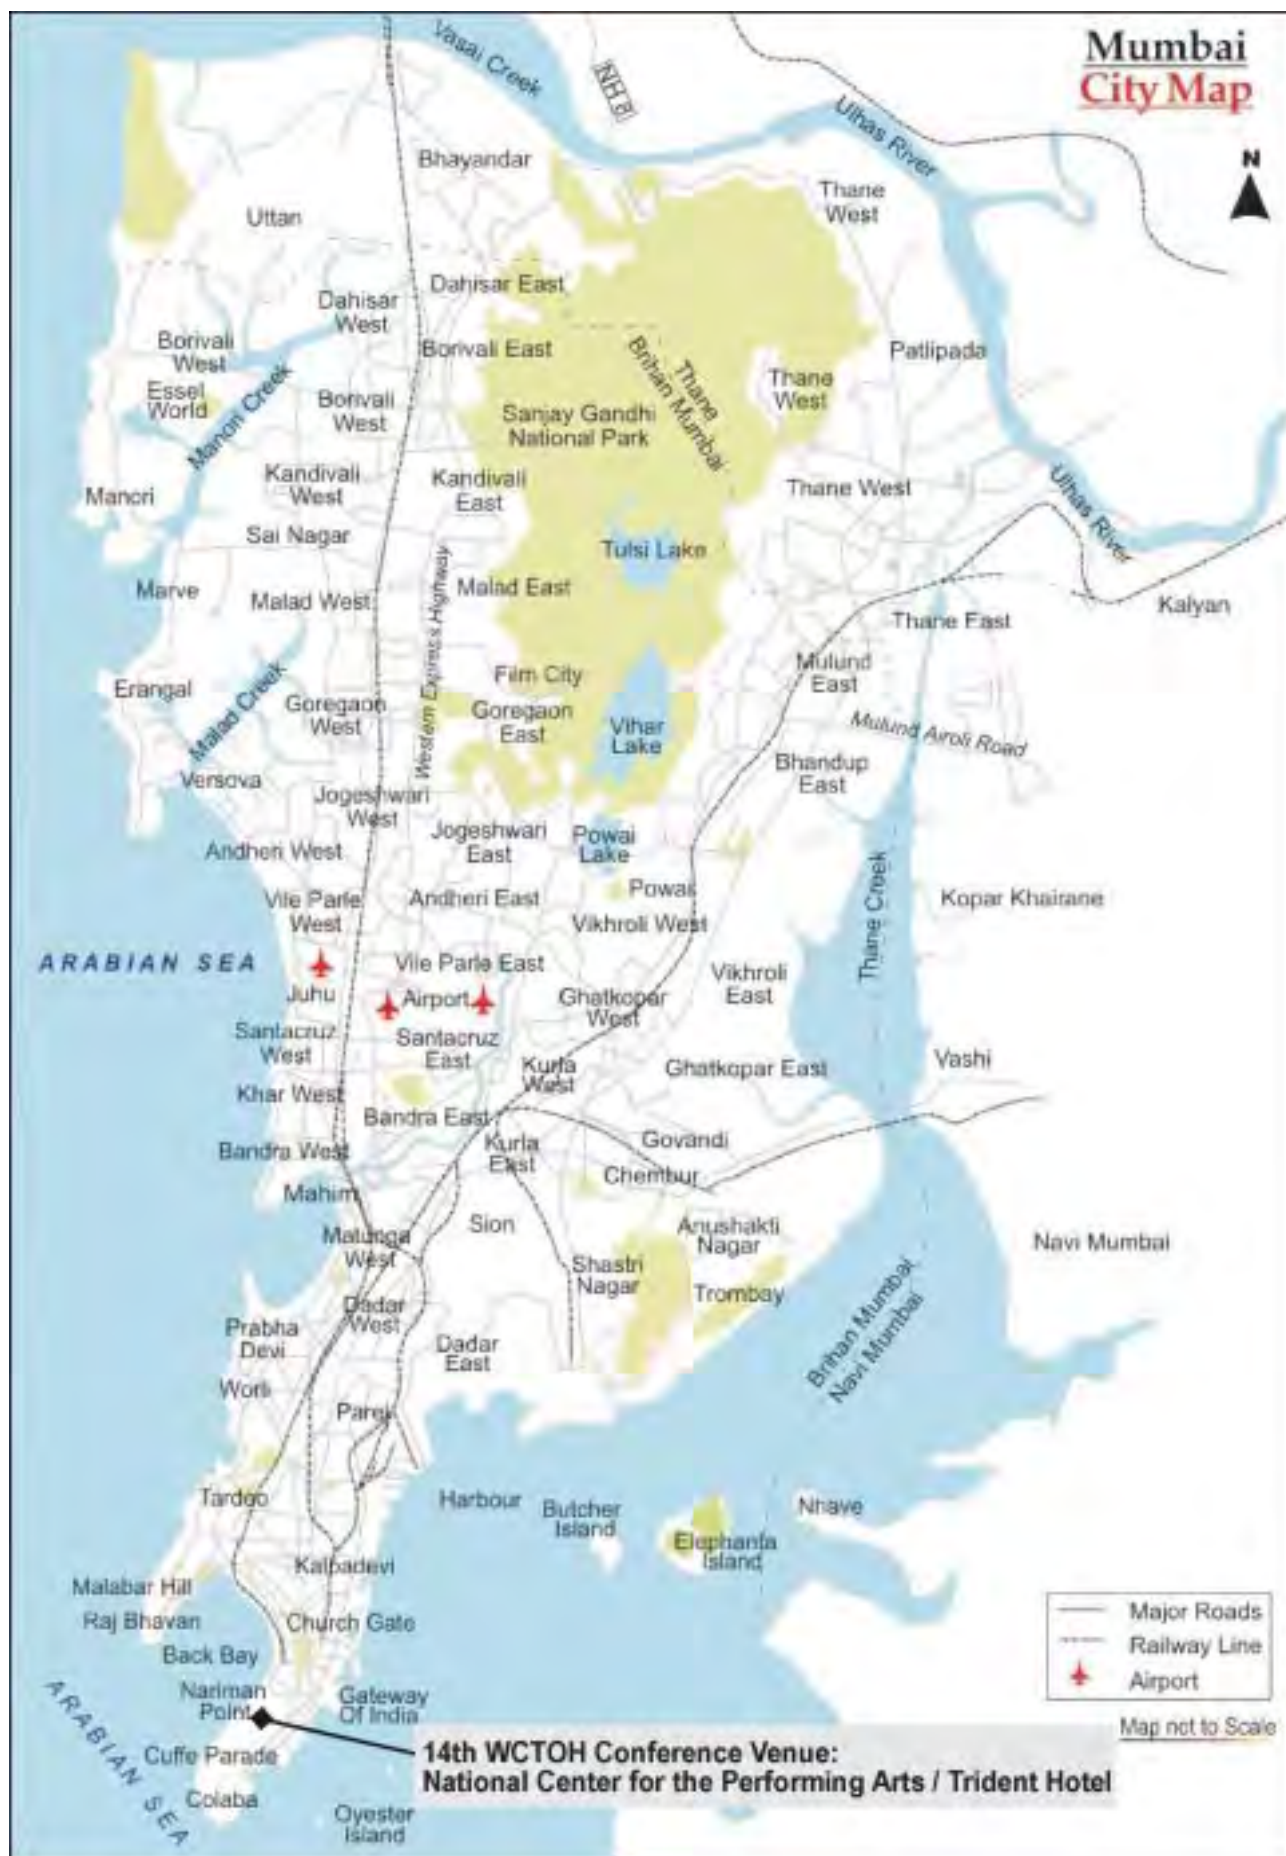 Mumbai
City Map
N
Vasai Creek
NH 8
Ulhas River
Bhayandar
Thane
West
Uttan
Dahisar East
Dahisar
West
Borivali
West
Borivali East
Patlipada
Thane
Brihan Mumbai
Thane
West
Essel
World
Manori Creek
Borivali
West
Sanjay Gandhi
National Park
Kandivali
West
Kandivali
East
Thane West
Manori
Ulhas River
Sai Nagar
Tulsi Lake
Marve
Malad West
Western Express Highway
Malad East
Kalyan
Thane East
Erangal
Malad Creek
Film City
Mulund
East
Goregaon
West
Goregaon
East
Vihar
Lake
Mulund Airoli Road
Versova
Bhandup
East
Jogeshwari
West
Jogeshwari
East
Powai
Lake
Andheri West
Vile Parle
West
Andheri East
Powai
Thane Creek
Kopar Khairane
Vikhroli West
ARABIAN SEA
Vile Parle East
Vikhroli
East
Juhu
Airport
Ghatkopar
West
Santacruz
West
Santacruz
East
Kurla
West
Ghatkopar East
Vashi
Khar West
Bandra East
Bandra West
Kurla
East
Govandi
Chembur
Mahim
Matunga
West
Sion
Anushakti
Nagar
Navi Mumbai
Shastri
Nagar
Trombay
Brihan Mumbai
Navi Mumbai
Dadar
West
Prabha
Devi
Dadar
East
Worli
Parel
Tardeo
Harbour
Butcher
Island
Elephanta
Island
Nhave
Kalbadevi
Malabar Hill
Raj Bhavan
Church Gate
Back Bay
Nariman
Point
Gateway
Of India
ARABIAN SEA
Cuffe Parade
Colaba
Oyester
Island
Major Roads
Railway Line
Airport
Map not to Scale
14th WCTOH Conference Venue:
National Center for the Performing Arts / Trident Hotel